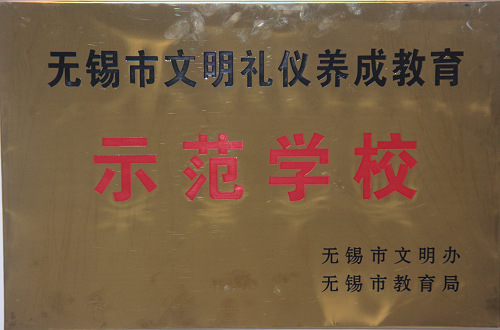 无锡市文明礼仪养成教育
示范学校
无锡市文明办
无锡市教育局